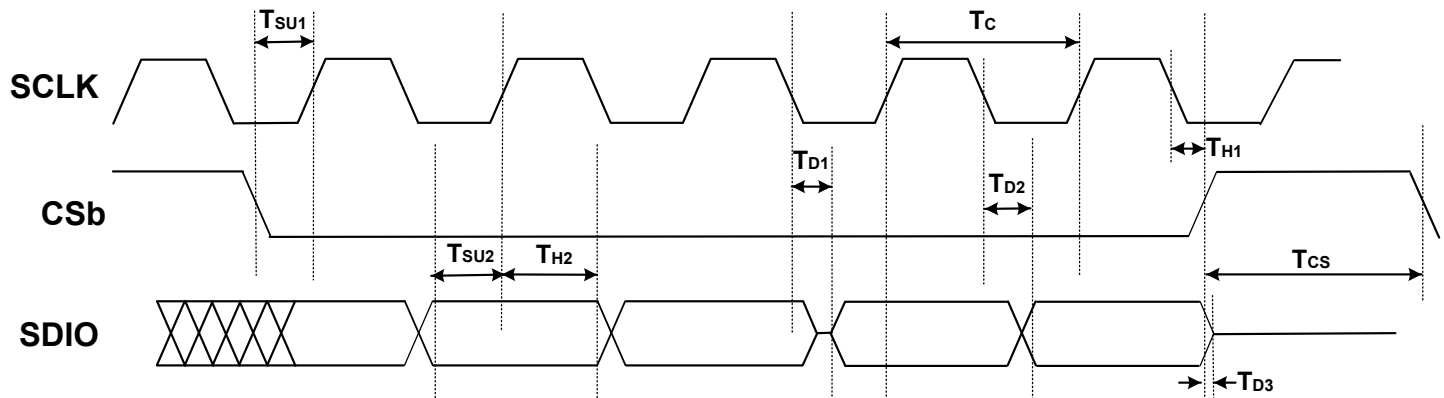 TSU1
TC
SCLK
TD1
TH1
TD2
CSb
TSU2
TH2
TCS
SDIO
TD3